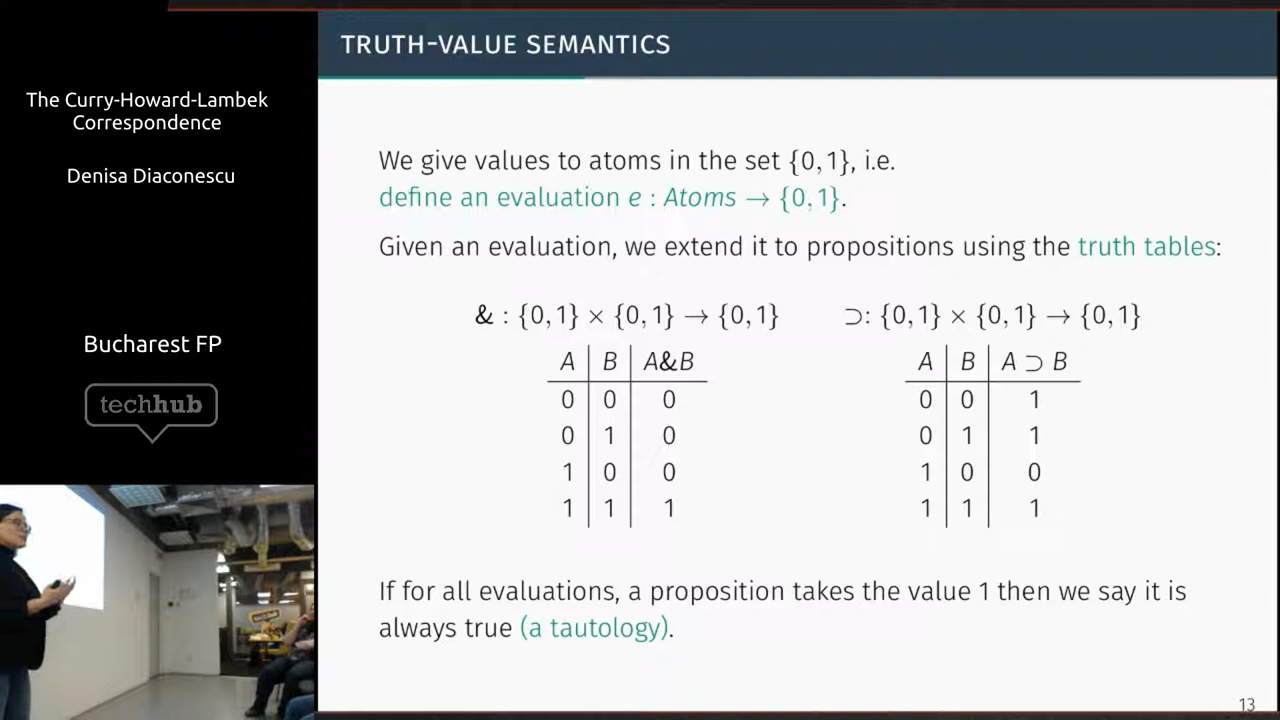 The Curry-Howard-Lambek
Correspondence
Denisa Diaconescu
Bucharest FP
techhub
TRUTH-VALUE SEMANTICS
We give values to atoms in the set {0, 1}, i.e.
define an evaluation e : Atoms → {0, 1}.
Given an evaluation, we extend it to propositions using the truth tables:
& : {0, 1} × {0, 1} → {0, 1}
A B A&B
0 0 0
0 1 0
1 0 0
1 1 1
⊃: {0, 1} × {0, 1} → {0, 1}
A B A ⊃ B
0 0 1
0 1 1
1 0 0
1 1 1
If for all evaluations, a proposition takes the value 1 then we say it is
always true (a tautology).
13